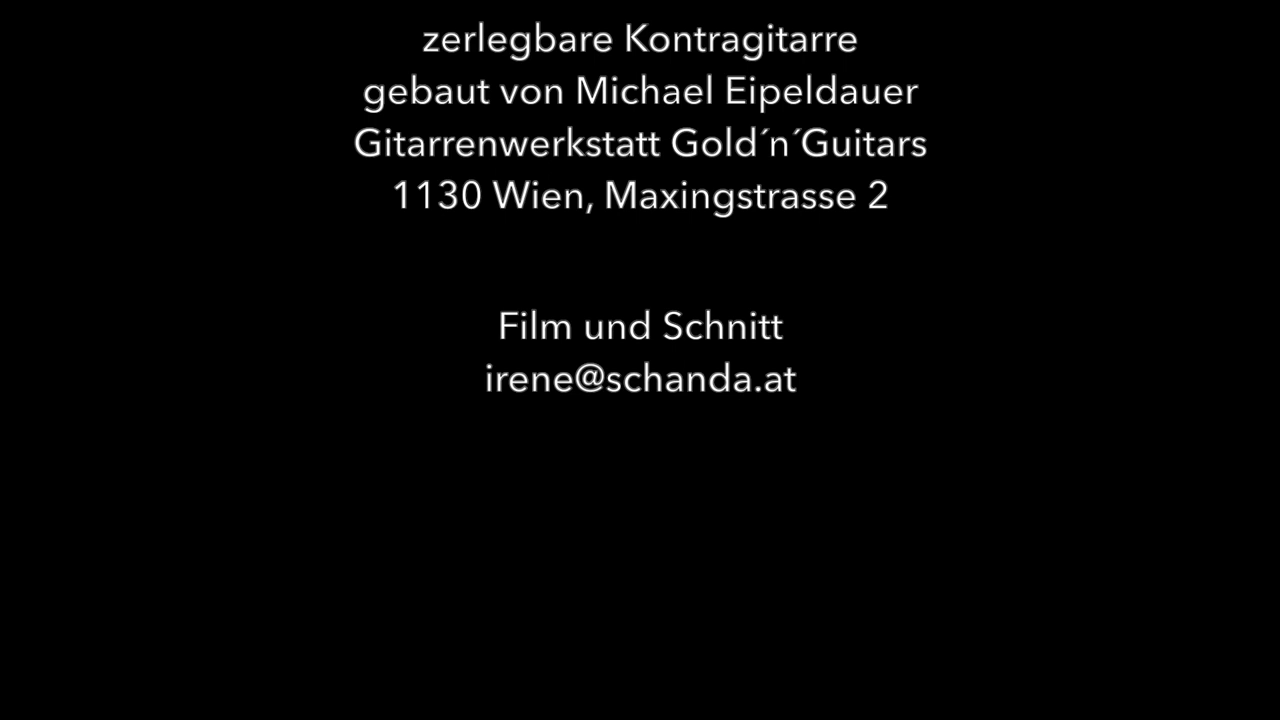 zerlegbare Kontragitarre
gebaut von Michael Eipeldauer
Gitarrenwerkstatt Gold´n´Guitars
1130 Wien, Maxingstrasse 2
Film und Schnitt
irene@schanda.at